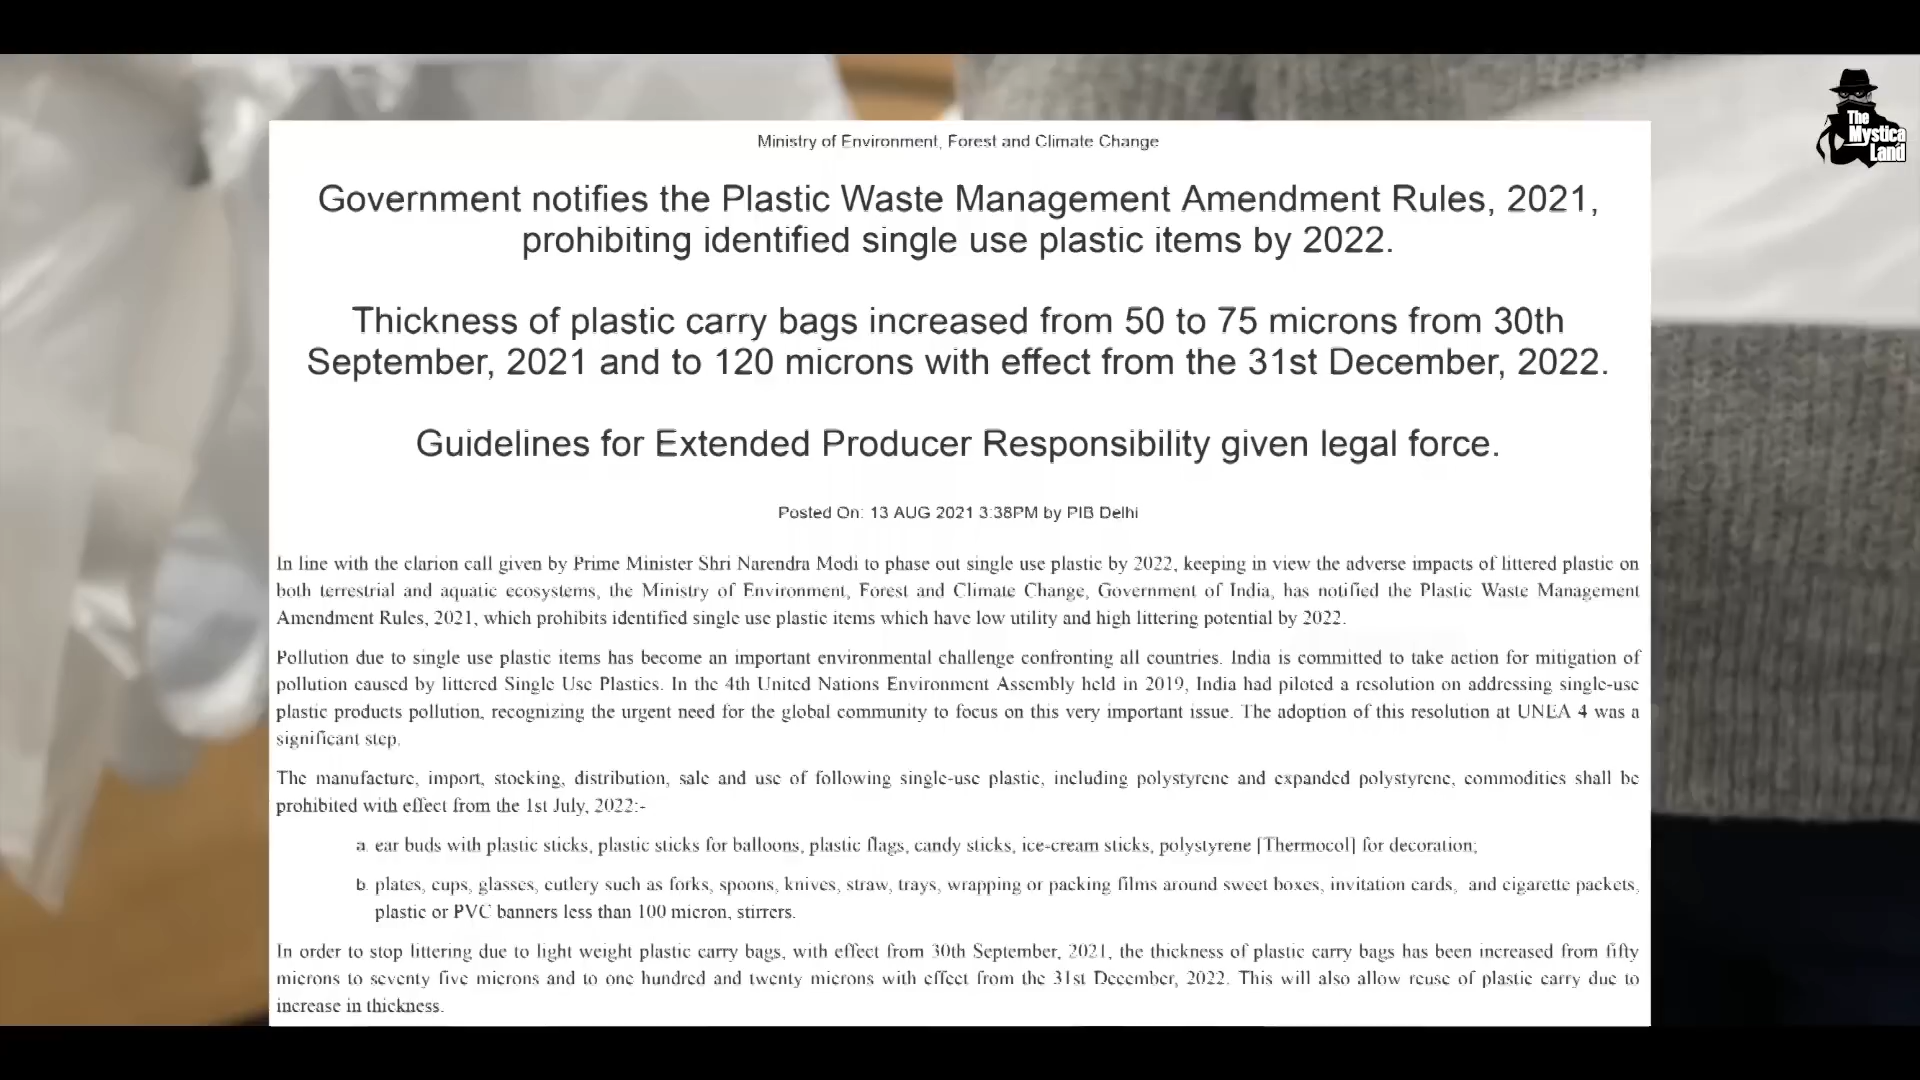 Ministry of Environment, Forest and Climate Change
The
Mystica
Land
Government notifies the Plastic Waste Management Amendment Rules, 2021,
prohibiting identified single use plastic items by 2022.
Thickness of plastic carry bags increased from 50 to 75 microns from 30th
September, 2021 and to 120 microns with effect from the 31st December, 2022.
Guidelines for Extended Producer Responsibility given legal force.
Posted On: 13 AUG 2021 3:38PM by PIB Delhi
In line with the clarion call given by Prime Minister Shri Narendra Modi to phase out single use plastic by 2022, keeping in view the adverse impacts of littered plastic on
both terrestrial and aquatic ecosystems, the Ministry of Environment, Forest and Climate Change, Government of India, has notified the Plastic Waste Management
Amendment Rules, 2021, which prohibits identified single use plastic items which have low utility and high littering potential by 2022.
Pollution due to single use plastic items has become an important environmental challenge confronting all countries. India is committed to take action for mitigation of
pollution caused by littered Single Use Plastics. In the 4th United Nations Environment Assembly held in 2019, India had piloted a resolution on addressing single-use
plastic products pollution, recognizing the urgent need for the global community to focus on this very important issue. The adoption of this resolution at UNEA 4 was a
significant step.
The manufacture, import, stocking, distribution, sale and use of following single-use plastic, including polystyrene and expanded polystyrene, commodities shall be
prohibited with effect from the 1st July, 2022:-
a. ear buds with plastic sticks, plastic sticks for balloons, plastic flags, candy sticks, ice-cream sticks, polystyrene [Thermocol] for decoration;
b. plates, cups, glasses, cutlery such as forks, spoons, knives, straw, trays, wrapping or packing films around sweet boxes, invitation cards, and cigarette packets,
plastic or PVC banners less than 100 micron, stirrers.
In order to stop littering due to light weight plastic carry bags, with effect from 30th September, 2021, the thickness of plastic carry bags has been increased from fifty
microns to seventy five microns and to one hundred and twenty microns with effect from the 31st December, 2022. This will also allow reuse of plastic carry due to
increase in thickness.